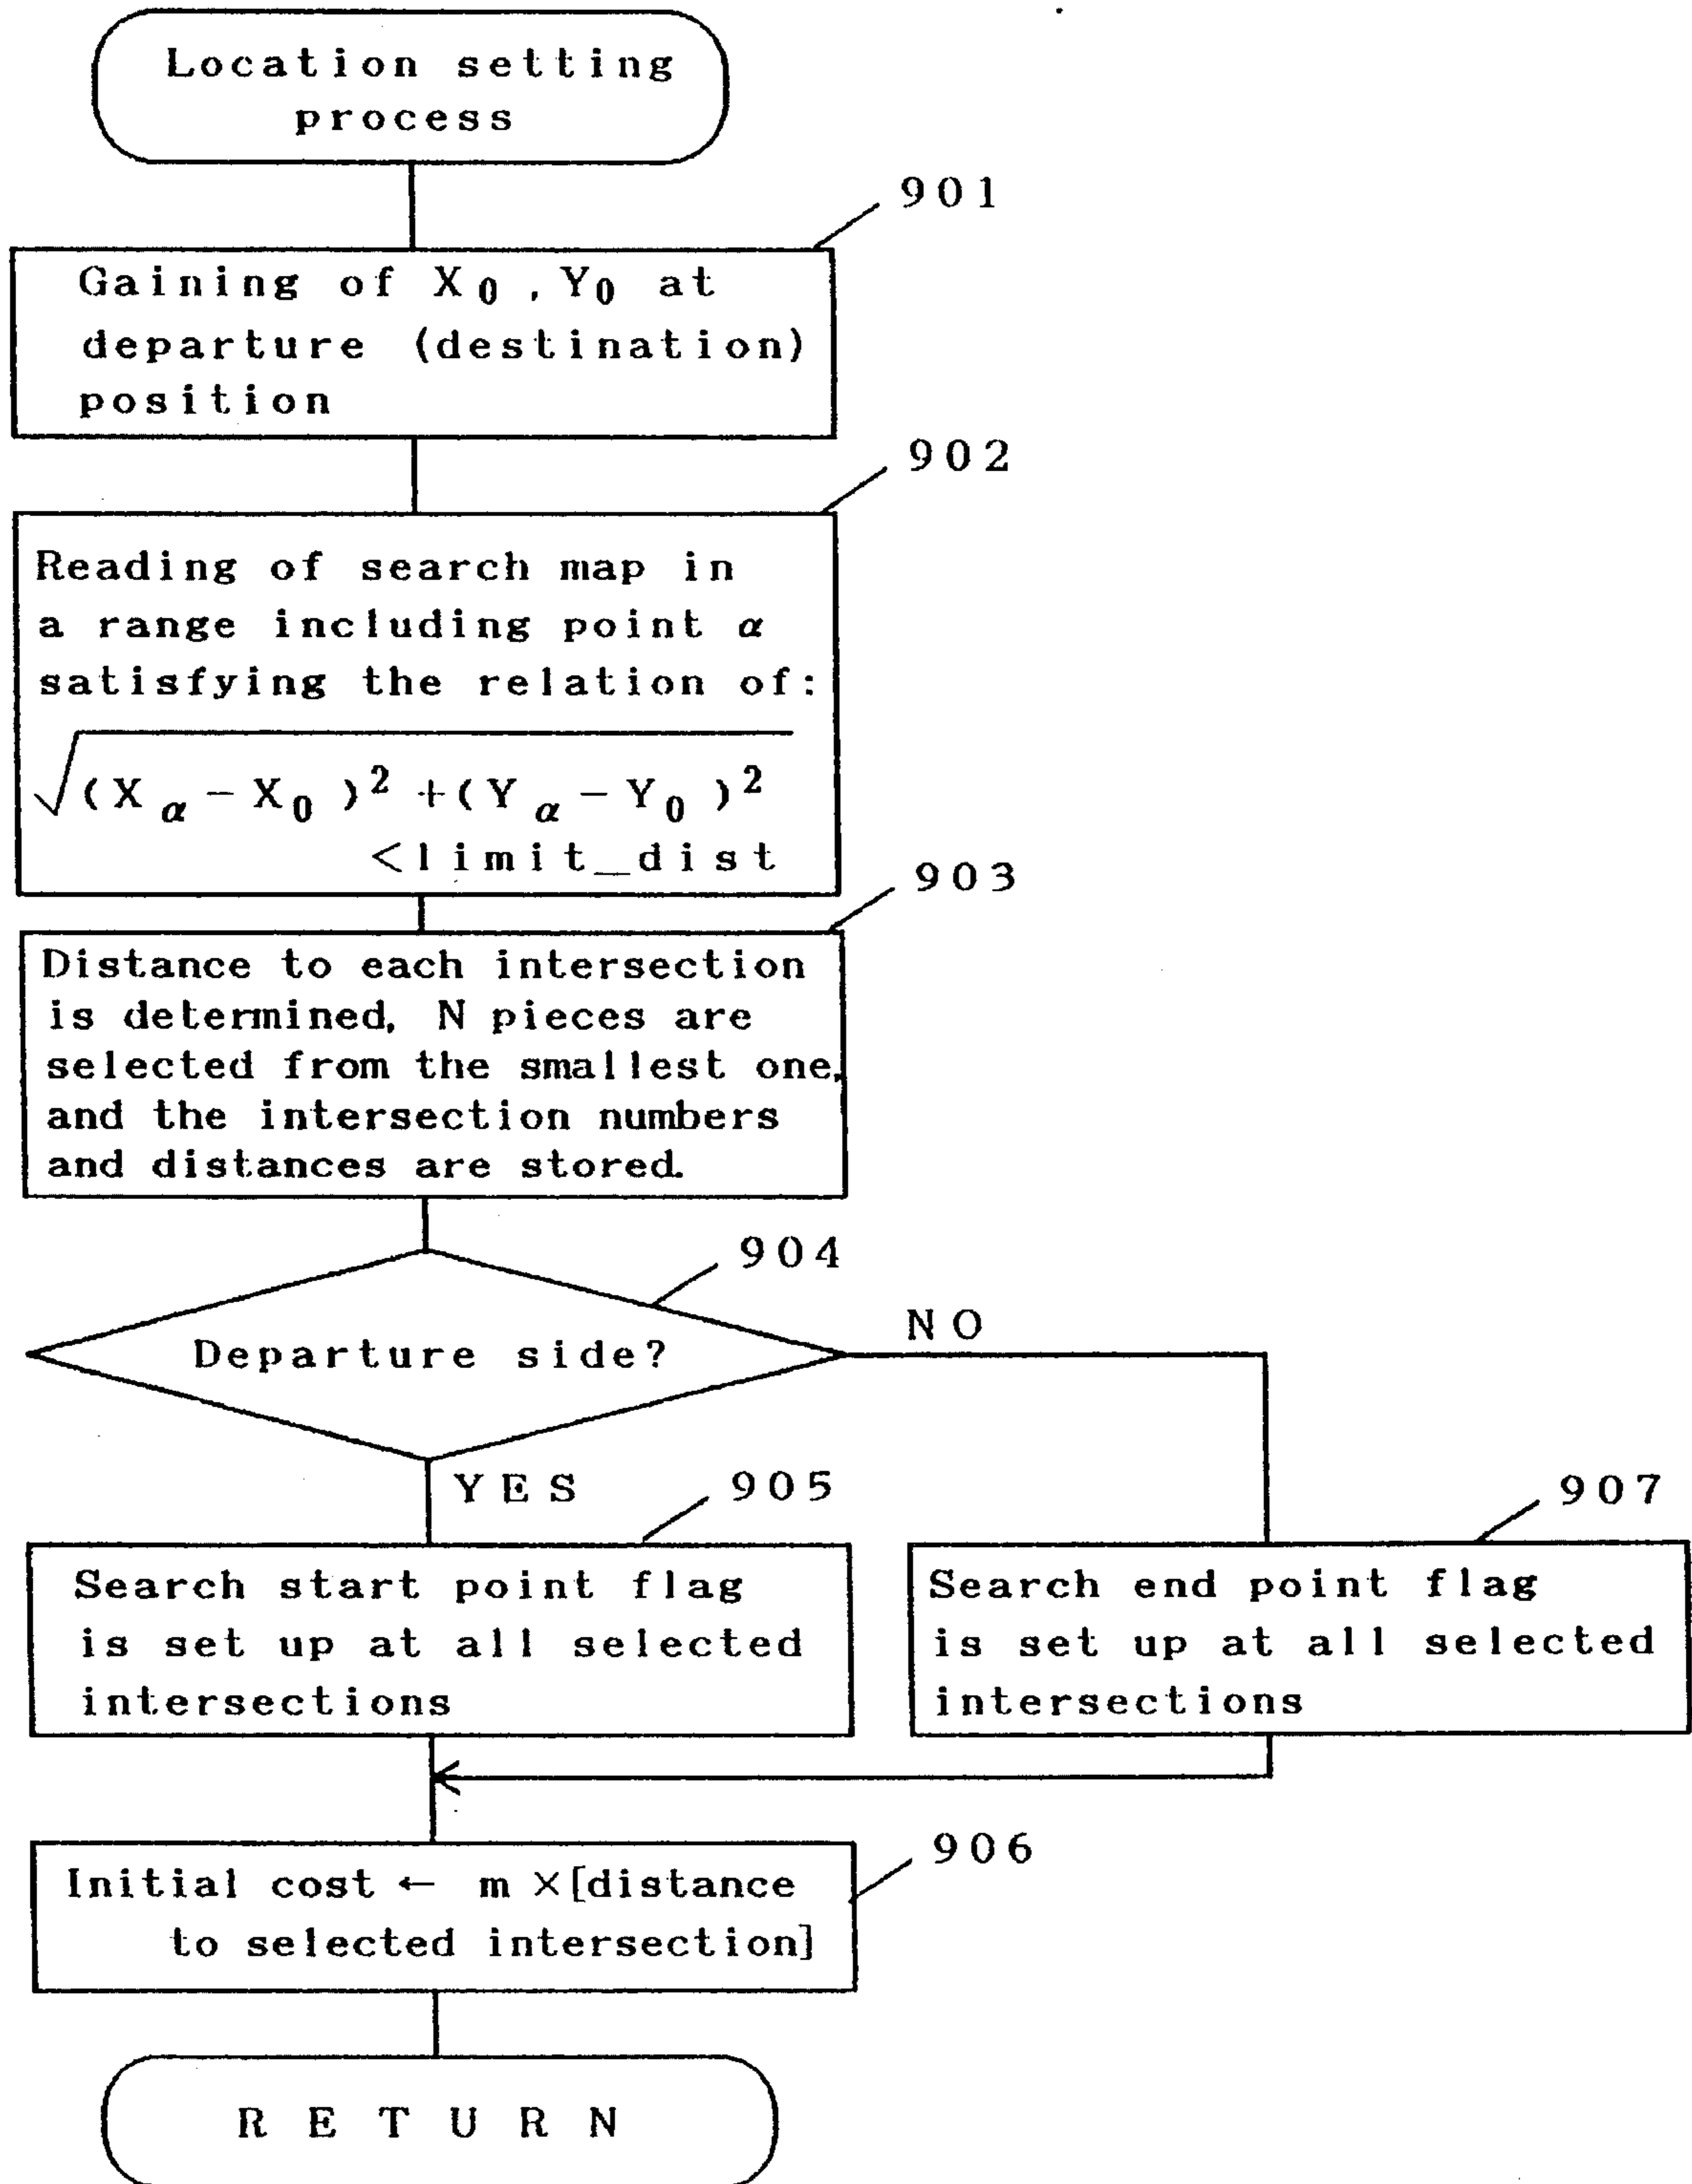 Location setting
process
901
Gaining of X0 , Y0 at
departure (destination)
position
902
Reading of search map in
a range including point α
satisfying the relation of:
√(Xα − X0 )2 +(Yα − Y0 )2
<limit_dist
903
Distance to each intersection
is determined, N pieces are
selected from the smallest one,
and the intersection numbers
and distances are stored.
904
Departure side?
NO
YES
905
907
Search start point flag
is set up at all selected
intersections
Search end point flag
is set up at all selected
intersections
906
Initial cost ← m ×[distance
to selected intersection]
RETURN